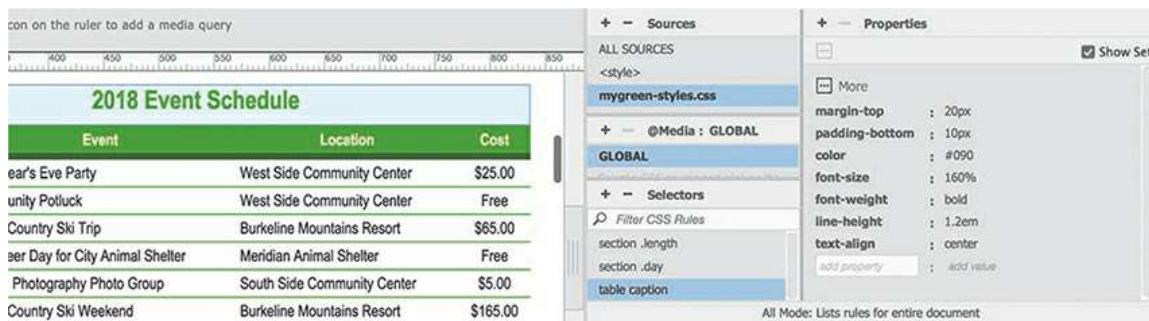 con on the ruler to add a media query
400 450 500 550 600 650 700 750 800 850
2018 Event Schedule
Event Location Cost
ear's Eve Party West Side Community Center $25.00
unity Potluck West Side Community Center Free
Country Ski Trip Burkeline Mountains Resort $65.00
eer Day for City Animal Shelter Meridian Animal Shelter Free
Photography Photo Group South Side Community Center $5.00
Country Ski Weekend Burkeline Mountains Resort $165.00
+ − Sources
ALL SOURCES
<style>
mygreen-styles.css
+ − @Media : GLOBAL
GLOBAL
+ − Selectors
Filter CSS Rules
section .length
section .day
table caption
+ − Properties
Show Set
More
margin-top : 20px
padding-bottom : 10px
color : #090
font-size : 160%
font-weight : bold
line-height : 1.2em
text-align : center
add property : add value
All Mode: Lists rules for entire document